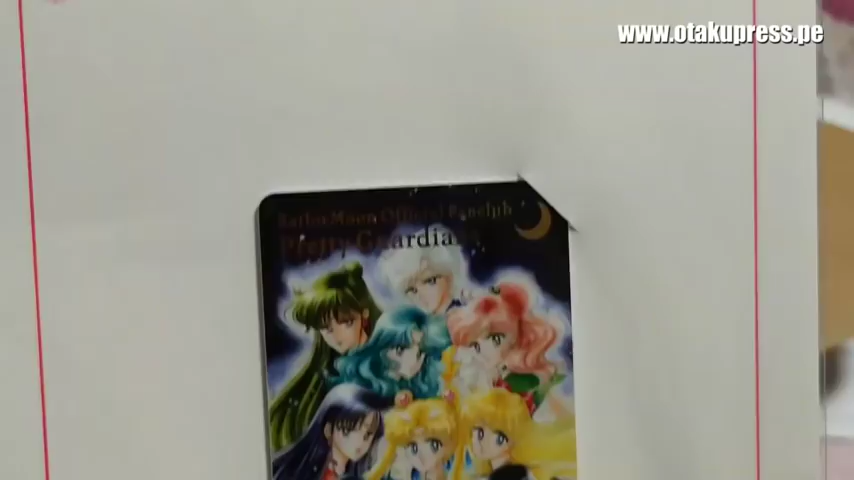 www.otakupress.pe
Sailor Moon Official Fanclub
Pretty Guardians